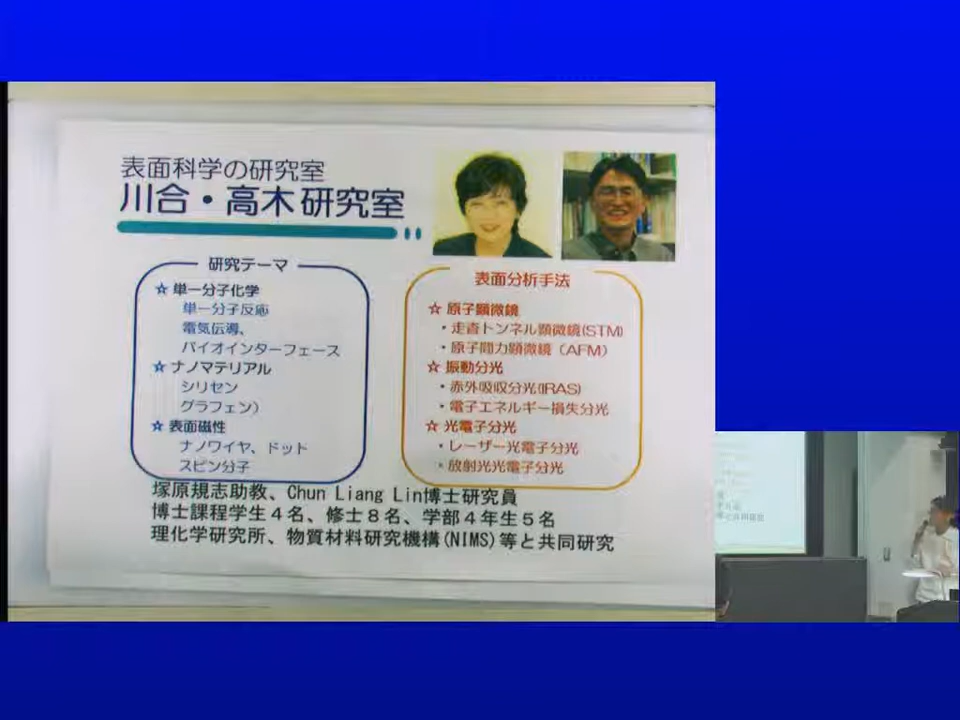 表面科学の研究室
川合・高木研究室
研究テーマ
☆単一分子化学
単一分子反応
電気伝導、
バイオインターフェース
☆ナノマテリアル
シリセン
グラフェン）
☆表面磁性
ナノワイヤ、ドット
スピン分子
表面分析手法
☆原子顕微鏡
・走査トンネル顕微鏡(STM)
・原子間力顕微鏡（AFM）
☆振動分光
・赤外吸収分光(IRAS)
・電子エネルギー損失分光
☆光電子分光
・レーザー光電子分光
・放射光光電子分光
塚原規志助教、Chun Liang Lin博士研究員
博士課程学生４名、修士８名、学部４年生５名
理化学研究所、物質材料研究機構(NIMS)等と共同研究